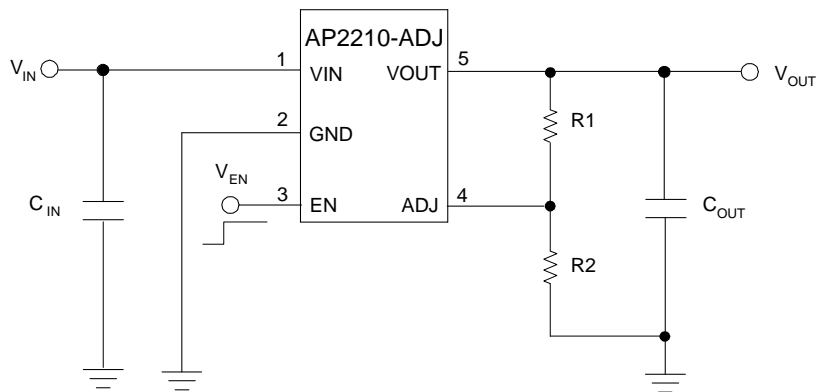 AP2210-ADJ
V_IN
1
VIN
VOUT
5
V_OUT
R1
2
GND
V_EN
C_IN
3
EN
ADJ
4
C_OUT
R2